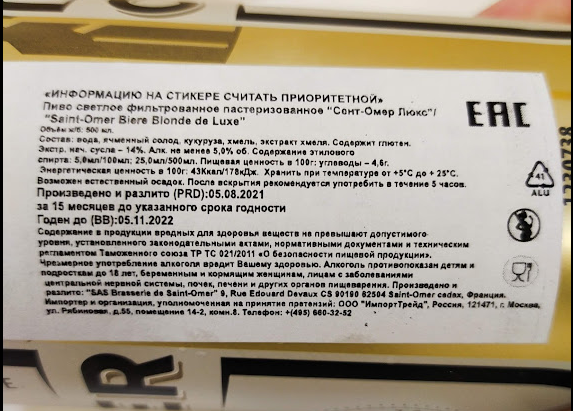 «ИНФОРМАЦИЮ НА СТИКЕРЕ СЧИТАТЬ ПРИОРИТЕТНОЙ»
Пиво светлое фильтрованное пастеризованное "Сент-Омер Люкс"/
"Saint-Omer Biere Blonde de Luxe"
Объём ж/б: 500 мл.
Состав: вода, ячменный солод, кукуруза, хмель, экстракт хмеля. Содержит глютен.
Экстр. нач. сусла – 14%. Алк. не менее 5,0% об. Содержание этилового
спирта: 5,0мл/100мл; 25,0мл/500мл. Пищевая ценность в 100г: углеводы – 4,6г.
Энергетическая ценность в 100г: 43Ккал/178кДж. Хранить при температуре от +5°С до + 25°С.
Возможен естественный осадок. После вскрытия рекомендуется употребить в течение 5 часов.
Произведено и разлито (PRD):05.08.2021
за 15 месяцев до указанного срока годности
Годен до (BB):05.11.2022
Содержание в продукции вредных для здоровья веществ не превышают допустимого
уровня, установленного законодательными актами, нормативными документами и техническим
регламентом Таможенного союза ТР ТС 021/2011 «О безопасности пищевой продукции».
Чрезмерное употребление алкоголя вредит Вашему здоровью. Алкоголь противопоказан детям и
подросткам до 18 лет, беременным и кормящим женщинам, лицам с заболеваниями
центральной нервной системы, почек, печени и других органов пищеварения. Произведено и
разлито: "SAS Brasserie de Saint-Omer" 9, Rue Edouard Devaux CS 90190 62504 Saint-Omer cedex, Франция.
Импортер и организация, уполномоченная на принятие претензий: ООО "ИмпортТрейд", Россия, 121471, г. Москва,
ул. Рябиновая, д.55, помещение 14-2, комн.8. Телефон: +(495) 660-32-52
EAC
41
ALU
1230738
ER